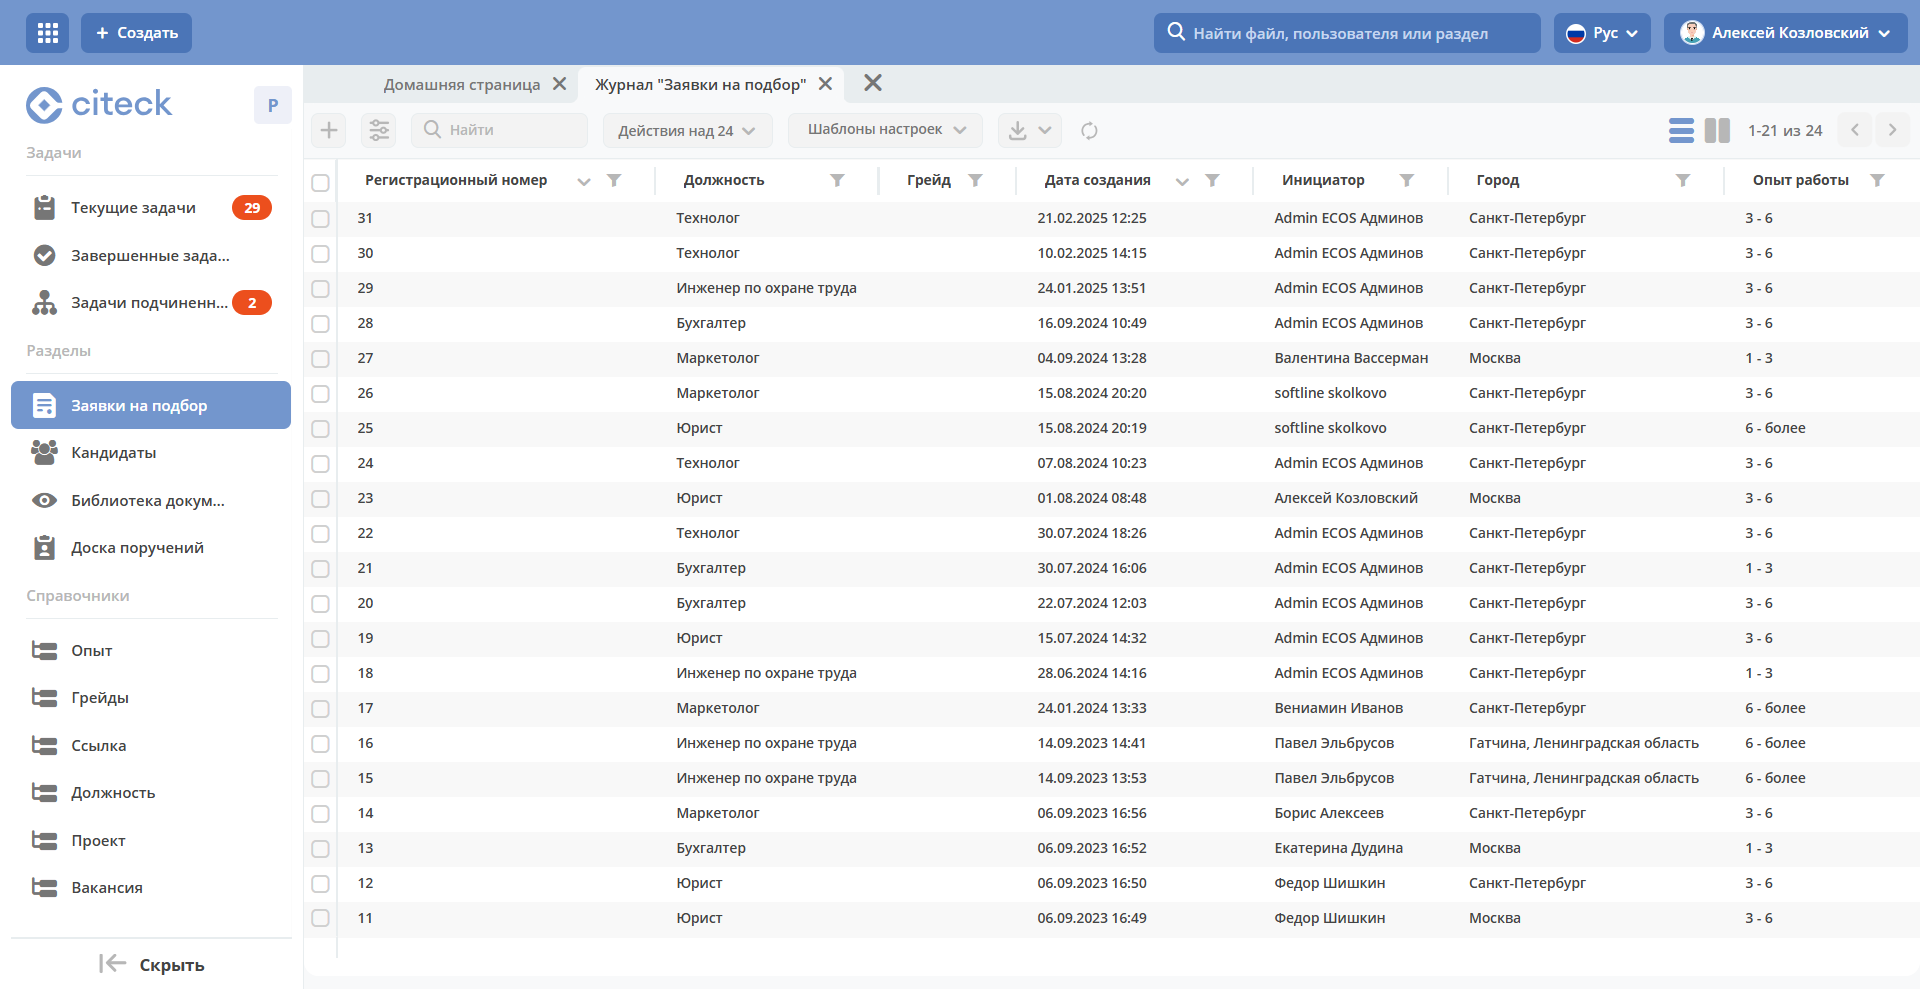 + Создать
Найти файл, пользователя или раздел
Рус
Алексей Козловский
citeck
P
Задачи
Текущие задачи 29
Завершенные зада...
Задачи подчиненн... 2
Разделы
Заявки на подбор
Кандидаты
Библиотека докум...
Доска поручений
Справочники
Опыт
Грейды
Ссылка
Должность
Проект
Вакансия
Скрыть
Домашняя страница
Журнал "Заявки на подбор"
Найти
Действия над 24
Шаблоны настроек
1-21 из 24
Регистрационный номер Должность Грейд Дата создания Инициатор Город Опыт работы
31 Технолог 21.02.2025 12:25 Admin ECOS Админов Санкт-Петербург 3 - 6
30 Технолог 10.02.2025 14:15 Admin ECOS Админов Санкт-Петербург 3 - 6
29 Инженер по охране труда 24.01.2025 13:51 Admin ECOS Админов Санкт-Петербург 3 - 6
28 Бухгалтер 16.09.2024 10:49 Admin ECOS Админов Санкт-Петербург 3 - 6
27 Маркетолог 04.09.2024 13:28 Валентина Вассерман Москва 1 - 3
26 Маркетолог 15.08.2024 20:20 softline skolkovo Санкт-Петербург 3 - 6
25 Юрист 15.08.2024 20:19 softline skolkovo Санкт-Петербург 6 - более
24 Технолог 07.08.2024 10:23 Admin ECOS Админов Санкт-Петербург 3 - 6
23 Юрист 01.08.2024 08:48 Алексей Козловский Москва 3 - 6
22 Технолог 30.07.2024 18:26 Admin ECOS Админов Санкт-Петербург 3 - 6
21 Бухгалтер 30.07.2024 16:06 Admin ECOS Админов Санкт-Петербург 1 - 3
20 Бухгалтер 22.07.2024 12:03 Admin ECOS Админов Санкт-Петербург 3 - 6
19 Юрист 15.07.2024 14:32 Admin ECOS Админов Санкт-Петербург 3 - 6
18 Инженер по охране труда 28.06.2024 14:16 Admin ECOS Админов Санкт-Петербург 1 - 3
17 Маркетолог 24.01.2024 13:33 Вениамин Иванов Санкт-Петербург 6 - более
16 Инженер по охране труда 14.09.2023 14:41 Павел Эльбрусов Гатчина, Ленинградская область 6 - более
15 Инженер по охране труда 14.09.2023 13:53 Павел Эльбрусов Гатчина, Ленинградская область 6 - более
14 Маркетолог 06.09.2023 16:56 Борис Алексеев Санкт-Петербург 3 - 6
13 Бухгалтер 06.09.2023 16:52 Екатерина Дудина Москва 1 - 3
12 Юрист 06.09.2023 16:50 Федор Шишкин Санкт-Петербург 3 - 6
11 Юрист 06.09.2023 16:49 Федор Шишкин Москва 3 - 6